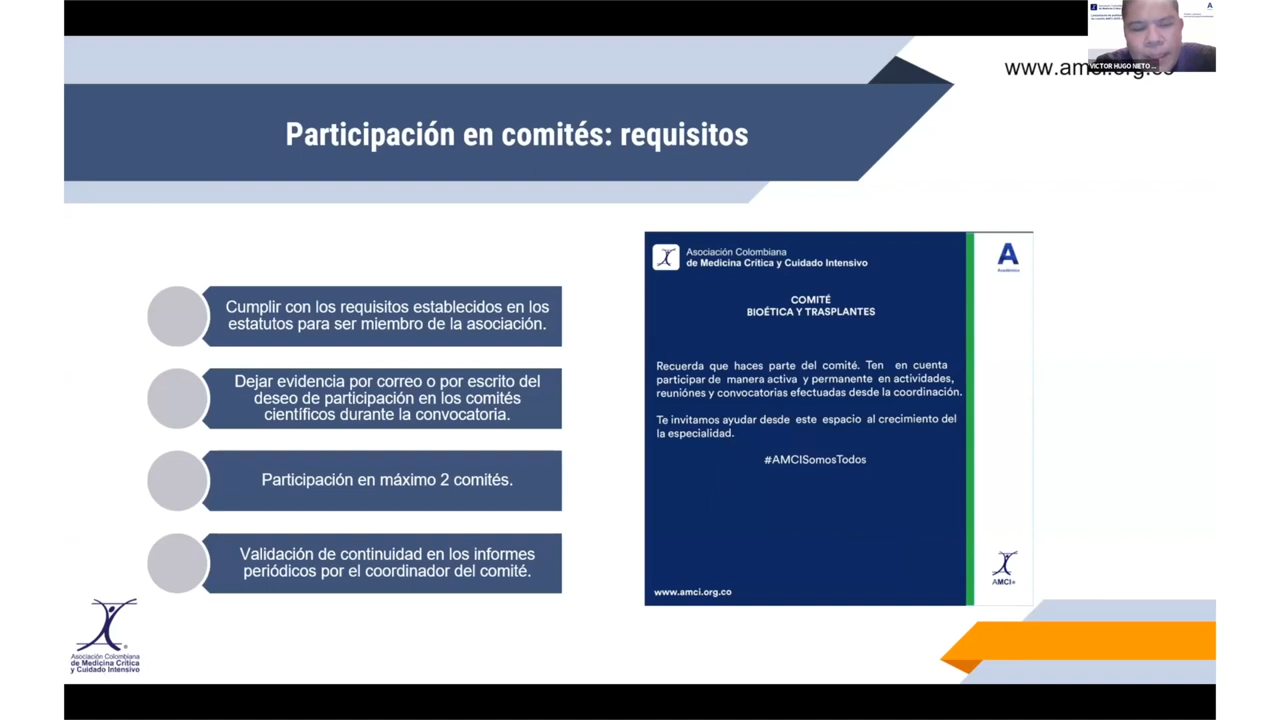 Asociación Colombiana
A
www.amci.org.co
VICTOR HUGO NIETO ...
Participación en comités: requisitos
Cumplir con los requisitos establecidos en los
estatutos para ser miembro de la asociación.
Dejar evidencia por correo o por escrito del
deseo de participación en los comités
científicos durante la convocatoria.
Participación en máximo 2 comités.
Validación de continuidad en los informes
periódicos por el coordinador del comité.
Asociación Colombiana
de Medicina Crítica y Cuidado Intensivo
A
Académico
COMITÉ
BIOÉTICA Y TRASPLANTES
Recuerda que haces parte del comité. Ten en cuenta
participar de manera activa y permanente en actividades,
reuniónes y convocatorias efectuadas desde la coordinación.
Te invitamos ayudar desde este espacio al crecimiento del
la especialidad.
#AMCISomosTodos
AMCI®
www.amci.org.co
Asociación Colombiana
de Medicina Crítica
y Cuidado Intensivo